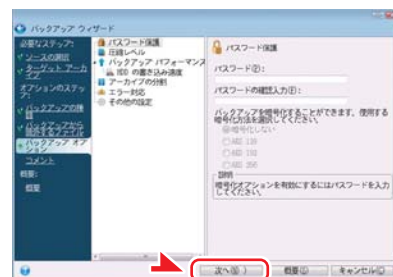 バックアップ ウィザード
必要なステップ:
ソースの選択
ターゲット アーカ
イブ
オプションのステッ
プ:
バックアップの種
類
バックアップから
除外するファイル
バックアップ オプ
ション
コメント
概要:
概要
パスワード保護
圧縮レベル
バックアップ パフォーマンス
HDD の書き込み速度
アーカイブの分割
エラー対応
その他の設定
パスワード保護
パスワード(P):
パスワードの確認入力(F):
バックアップを暗号化することができます。使用する
暗号化方法を選択してください。
暗号化しない
AES 128
AES 192
AES 256
説明
暗号化オプションを有効にするにはパスワードを入力
してください。
次へ(N) 〉
概要(U)
キャンセル(C)